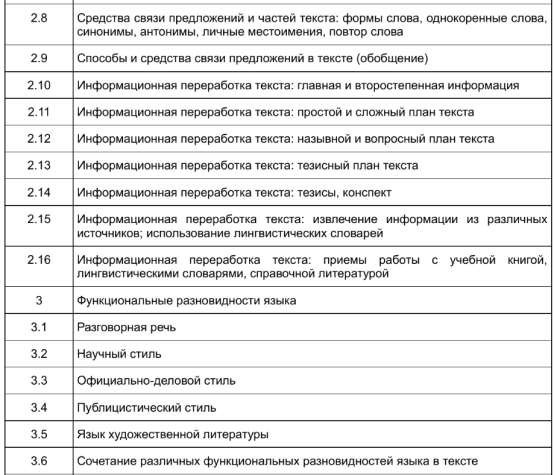 2.8 Средства связи предложений и частей текста: формы слова, однокоренные слова,
синонимы, антонимы, личные местоимения, повтор слова
2.9 Способы и средства связи предложений в тексте (обобщение)
2.10 Информационная переработка текста: главная и второстепенная информация
2.11 Информационная переработка текста: простой и сложный план текста
2.12 Информационная переработка текста: назывной и вопросный план текста
2.13 Информационная переработка текста: тезисный план текста
2.14 Информационная переработка текста: тезисы, конспект
2.15 Информационная переработка текста: извлечение информации из различных
источников; использование лингвистических словарей
2.16 Информационная переработка текста: приемы работы с учебной книгой,
лингвистическими словарями, справочной литературой
3 Функциональные разновидности языка
3.1 Разговорная речь
3.2 Научный стиль
3.3 Официально-деловой стиль
3.4 Публицистический стиль
3.5 Язык художественной литературы
3.6 Сочетание различных функциональных разновидностей языка в тексте